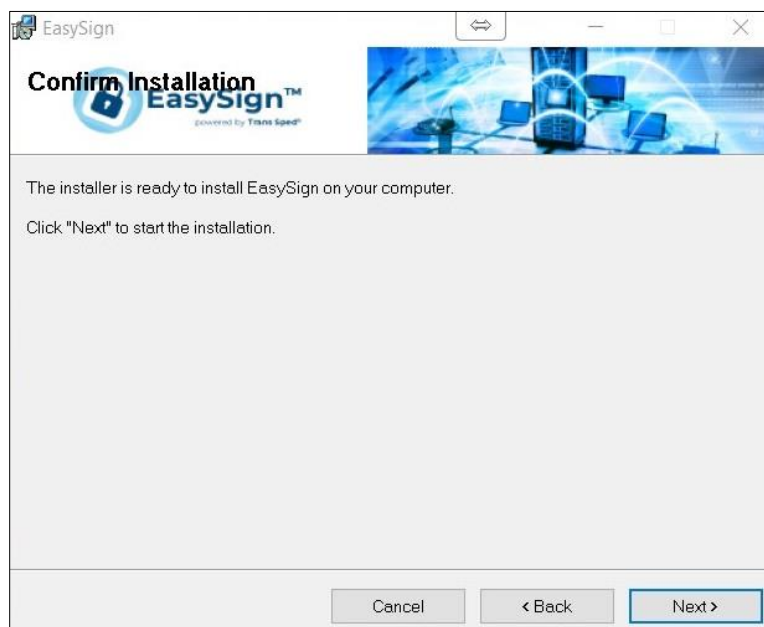 EasySign
Confirm Installation
EasySign™
powered by Trans Sped®
The installer is ready to install EasySign on your computer.
Click "Next" to start the installation.
Cancel
< Back
Next >